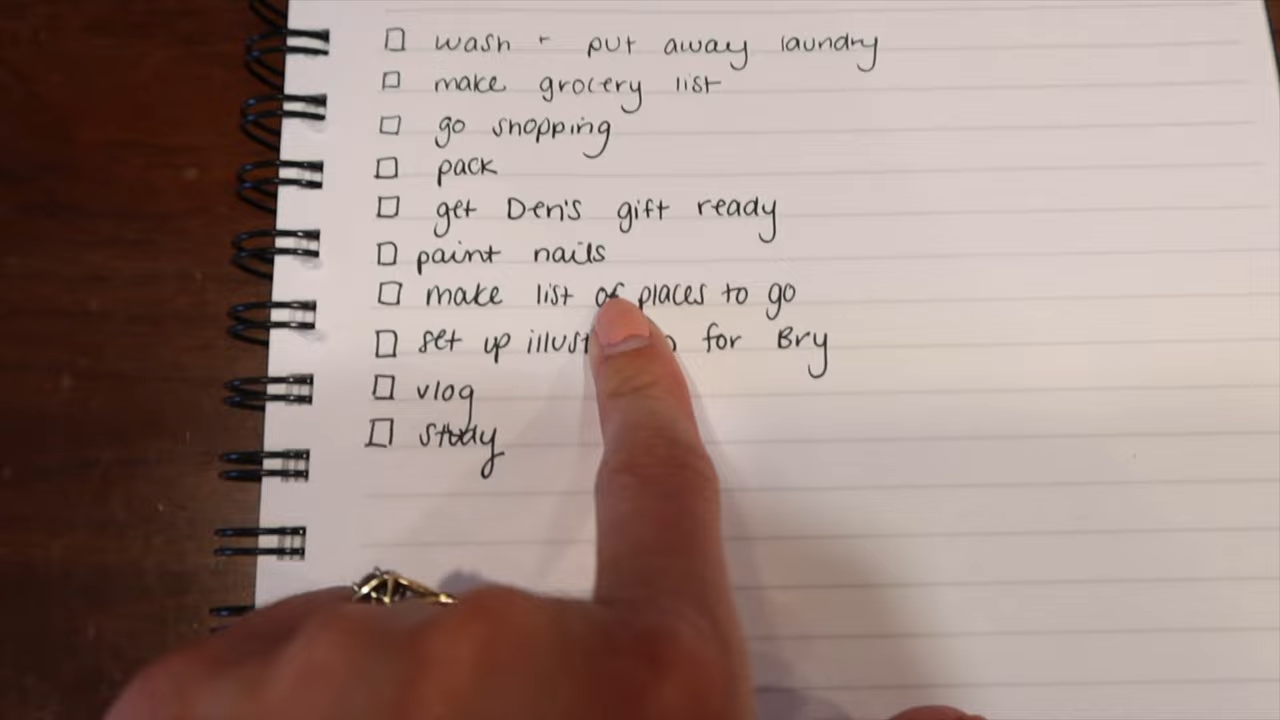 wash + put away laundry
make grocery list
go shopping
pack
get Den's gift ready
paint nails
make list of places to go
set up for Bry
vlog
study